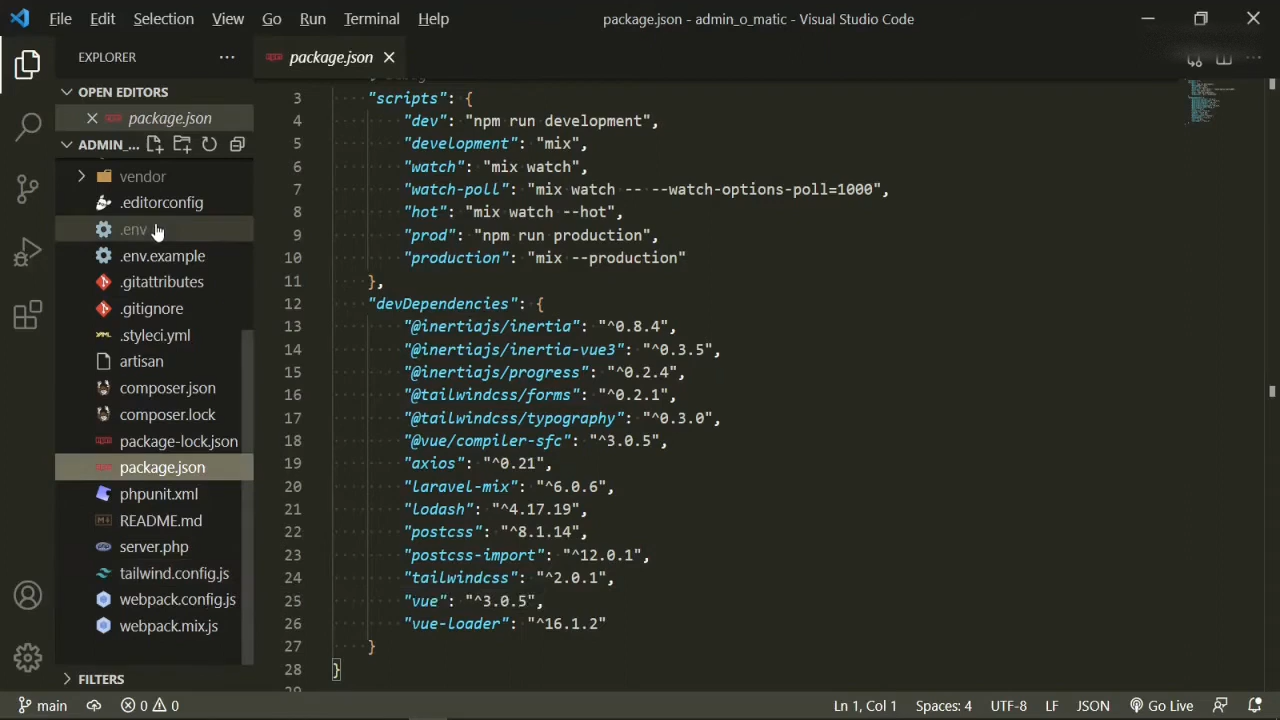 File Edit Selection View Go Run Terminal Help package.json - admin_o_matic - Visual Studio Code
EXPLORER
package.json
OPEN EDITORS
package.json
ADMIN_...
vendor
.editorconfig
.env
.env.example
.gitattributes
.gitignore
.styleci.yml
artisan
composer.json
composer.lock
package-lock.json
package.json
phpunit.xml
README.md
server.php
tailwind.config.js
webpack.config.js
webpack.mix.js
FILTERS
3 "scripts": {
4 "dev": "npm run development",
5 "development": "mix",
6 "watch": "mix watch",
7 "watch-poll": "mix watch -- --watch-options-poll=1000",
8 "hot": "mix watch --hot",
9 "prod": "npm run production",
10 "production": "mix --production"
11 },
12 "devDependencies": {
13 "@inertiajs/inertia": "^0.8.4",
14 "@inertiajs/inertia-vue3": "^0.3.5",
15 "@inertiajs/progress": "^0.2.4",
16 "@tailwindcss/forms": "^0.2.1",
17 "@tailwindcss/typography": "^0.3.0",
18 "@vue/compiler-sfc": "^3.0.5",
19 "axios": "^0.21",
20 "laravel-mix": "^6.0.6",
21 "lodash": "^4.17.19",
22 "postcss": "^8.1.14",
23 "postcss-import": "^12.0.1",
24 "tailwindcss": "^2.0.1",
25 "vue": "^3.0.5",
26 "vue-loader": "^16.1.2"
27 }
28 }
29
main 0 0 Ln 1, Col 1 Spaces: 4 UTF-8 LF JSON Go Live